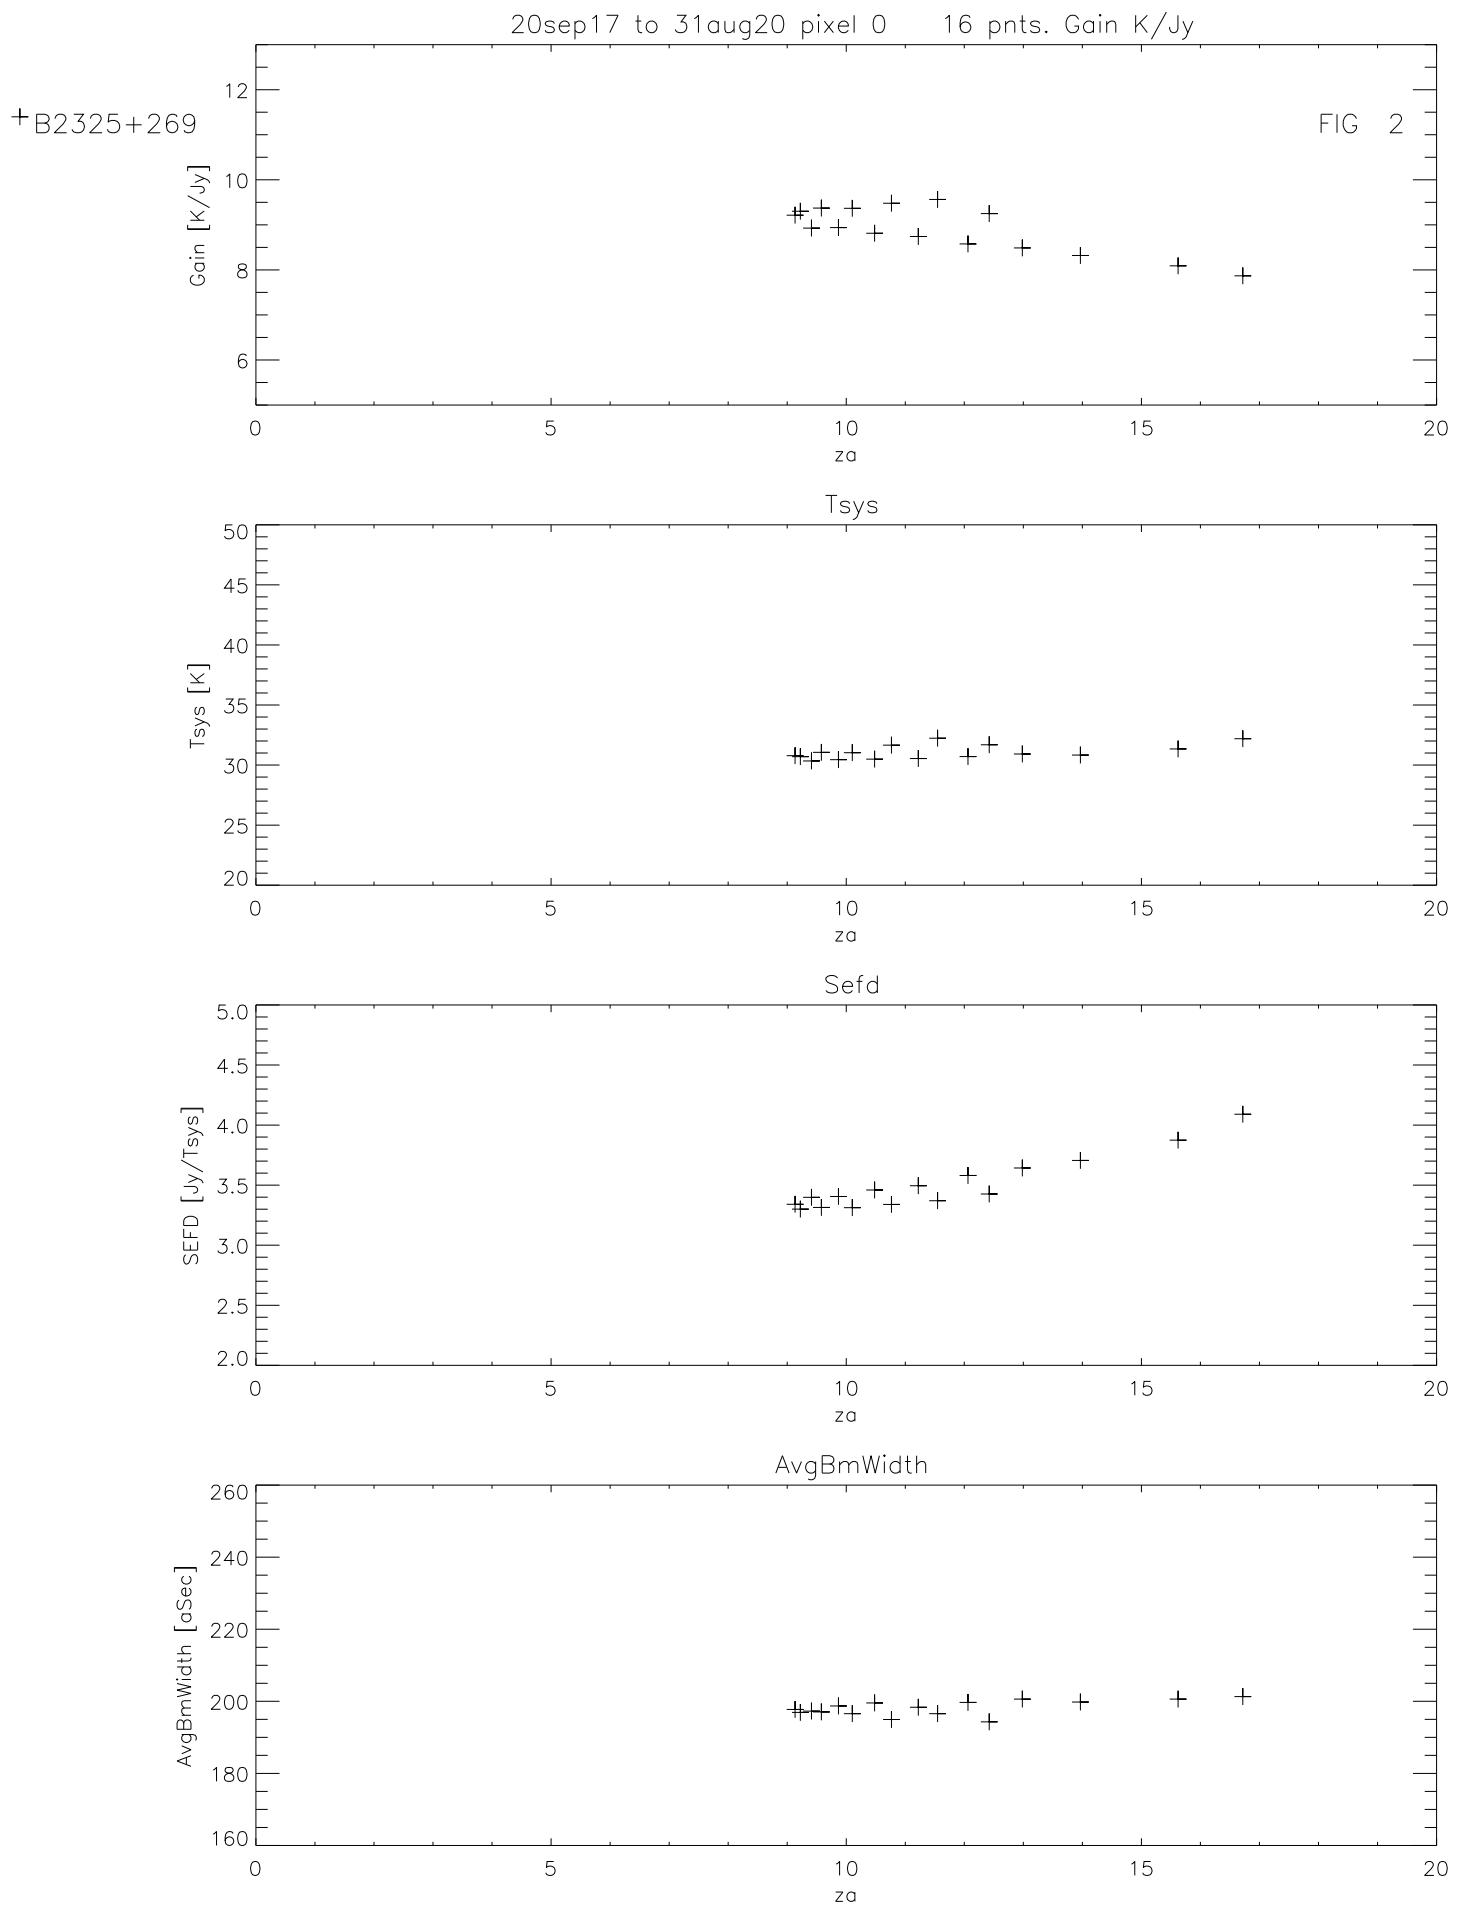 20sep17 to 31aug20 pixel 0 16 pnts. Gain K/Jy
+ B2325+269
FIG 2
Gain [K/Jy]
12
10
8
6
0 5 10 15 20
za
Tsys
Tsys [K]
50
45
40
35
30
25
20
0 5 10 15 20
za
Sefd
SEFD [Jy/Tsys]
5.0
4.5
4.0
3.5
3.0
2.5
2.0
0 5 10 15 20
za
AvgBmWidth
AvgBmWidth [aSec]
260
240
220
200
180
160
0 5 10 15 20
za